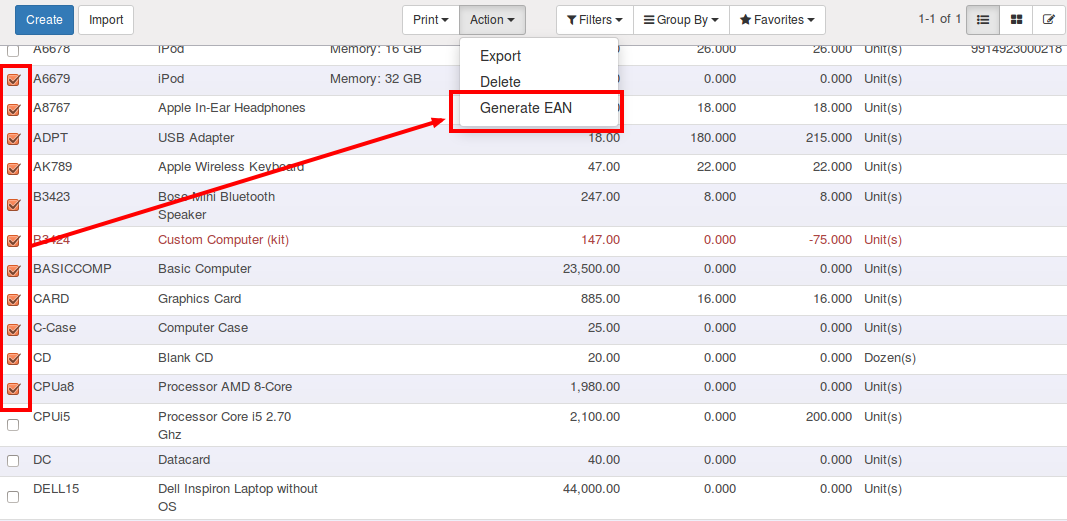 Create Import Print Action Filters Group By Favorites 1-1 of 1
A6678 iPod Memory: 16 GB 26.000 26.000 Unit(s) 9914923000218
Export
A6679 iPod Memory: 32 GB 0.000 0.000 Unit(s)
Delete
A8767 Apple In-Ear Headphones Generate EAN 18.000 18.000 Unit(s)
ADPT USB Adapter 18.00 180.000 215.000 Unit(s)
AK789 Apple Wireless Keyboard 47.00 22.000 22.000 Unit(s)
B3423 Bose Mini Bluetooth 247.00 8.000 8.000 Unit(s)
Speaker
B3424 Custom Computer (kit) 147.00 0.000 -75.000 Unit(s)
BASICCOMP Basic Computer 23,500.00 0.000 0.000 Unit(s)
CARD Graphics Card 885.00 16.000 16.000 Unit(s)
C-Case Computer Case 25.00 0.000 0.000 Unit(s)
CD Blank CD 20.00 0.000 0.000 Dozen(s)
CPUa8 Processor AMD 8-Core 1,980.00 0.000 0.000 Unit(s)
CPUi5 Processor Core i5 2.70 2,100.00 0.000 200.000 Unit(s)
Ghz
DC Datacard 40.00 0.000 0.000 Unit(s)
DELL15 Dell Inspiron Laptop without 44,000.00 0.000 0.000 Unit(s)
OS